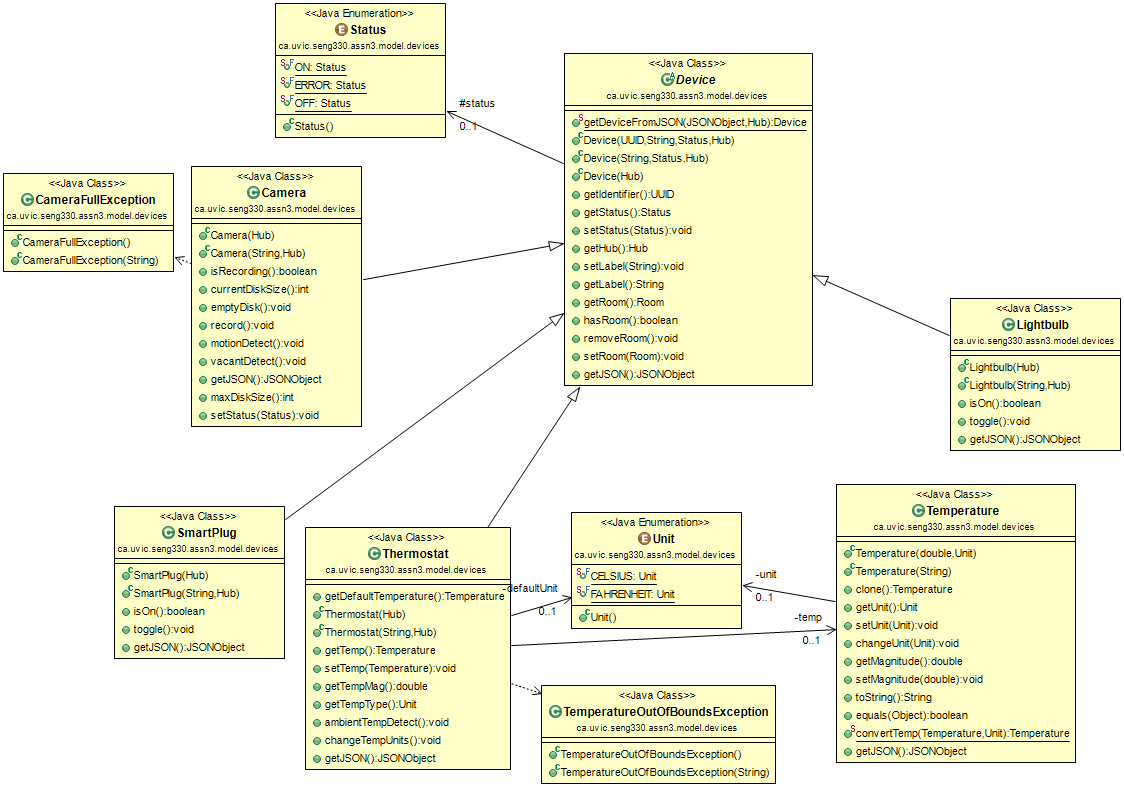 <<Java Enumeration>>
Status
ca.uvic.seng330.assn3.model.devices
ON: Status
ERROR: Status
OFF: Status
Status()
#status
0..1
<<Java Class>>
Device
ca.uvic.seng330.assn3.model.devices
getDeviceFromJSON(JSONObject,Hub):Device
Device(UUID,String,Status,Hub)
Device(String,Status,Hub)
Device(Hub)
getIdentifier():UUID
getStatus():Status
setStatus(Status):void
getHub():Hub
setLabel(String):void
getLabel():String
getRoom():Room
hasRoom():boolean
removeRoom():void
setRoom(Room):void
getJSON():JSONObject
<<Java Class>>
CameraFullException
ca.uvic.seng330.assn3.model.devices
CameraFullException()
CameraFullException(String)
<<Java Class>>
Camera
ca.uvic.seng330.assn3.model.devices
Camera(Hub)
Camera(String,Hub)
isRecording():boolean
currentDiskSize():int
emptyDisk():void
record():void
motionDetect():void
vacantDetect():void
getJSON():JSONObject
maxDiskSize():int
setStatus(Status):void
<<Java Class>>
Lightbulb
ca.uvic.seng330.assn3.model.devices
Lightbulb(Hub)
Lightbulb(String,Hub)
isOn():boolean
toggle():void
getJSON():JSONObject
<<Java Class>>
SmartPlug
ca.uvic.seng330.assn3.model.devices
SmartPlug(Hub)
SmartPlug(String,Hub)
isOn():boolean
toggle():void
getJSON():JSONObject
<<Java Class>>
Thermostat
ca.uvic.seng330.assn3.model.devices
getDefaultTemperature():Temperature
Thermostat(Hub)
Thermostat(String,Hub)
getTemp():Temperature
setTemp(Temperature):void
getTempMag():double
getTempType():Unit
ambientTempDetect():void
changeTempUnits():void
getJSON():JSONObject
-defaultUnit
0..1
<<Java Enumeration>>
Unit
ca.uvic.seng330.assn3.model.devices
CELSIUS: Unit
FAHRENHEIT: Unit
Unit()
-unit
0..1
-temp
0..1
<<Java Class>>
Temperature
ca.uvic.seng330.assn3.model.devices
Temperature(double,Unit)
Temperature(String)
clone():Temperature
getUnit():Unit
setUnit(Unit):void
changeUnit(Unit):void
getMagnitude():double
setMagnitude(double):void
toString():String
equals(Object):boolean
convertTemp(Temperature,Unit):Temperature
getJSON():JSONObject
<<Java Class>>
TemperatureOutOfBoundsException
ca.uvic.seng330.assn3.model.devices
TemperatureOutOfBoundsException()
TemperatureOutOfBoundsException(String)